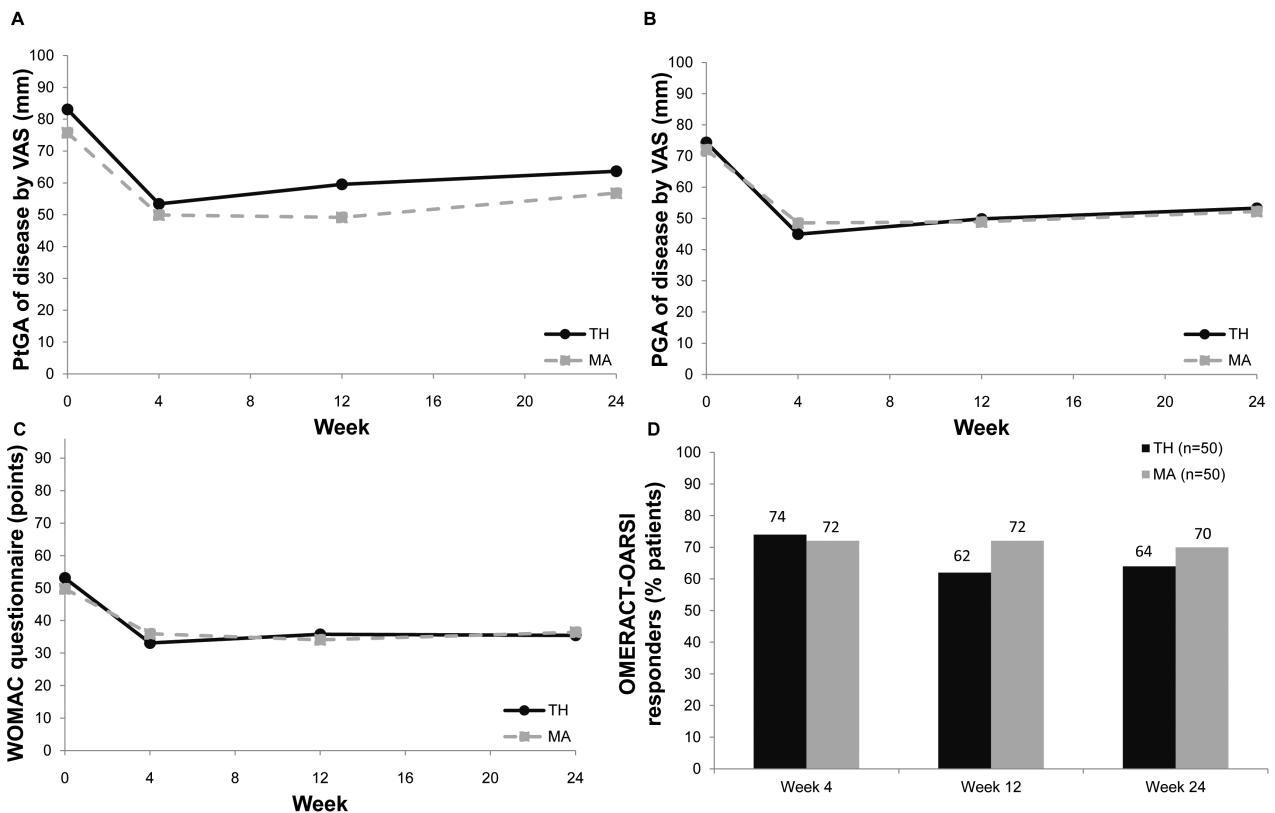 A
PtGA of disease by VAS (mm)
100
90
80
70
60
50
40
30
20
10
0
0 4 8 12 16 20 24
Week
TH
MA
B
PGA of disease by VAS (mm)
100
90
80
70
60
50
40
30
20
10
0
0 4 8 12 16 20 24
Week
TH
MA
C
WOMAC questionnaire (points)
90
80
70
60
50
40
30
20
10
0
0 4 8 12 16 20 24
Week
TH
MA
D
OMERACT-OARSI
responders (% patients)
100
90
80
70
60
50
40
30
20
10
0
TH (n=50)
MA (n=50)
74 72 62 72 64 70
Week 4 Week 12 Week 24